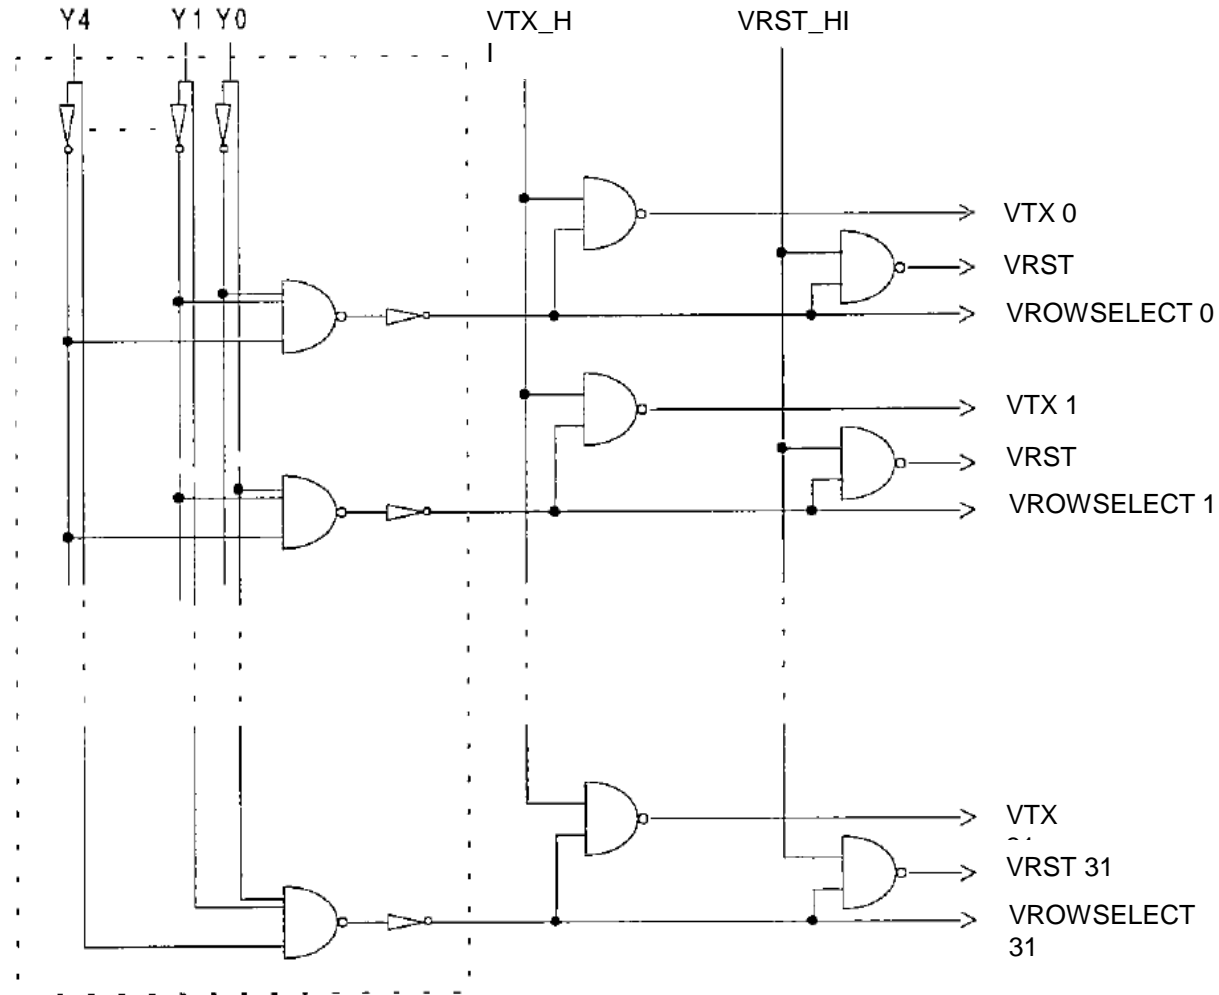 Y4 Y1 Y0 VTX_H VRST_HI
I
VTX 0
VRST
VROWSELECT 0
VTX 1
VRST
VROWSELECT 1
VTX
VRST 31
VROWSELECT
31